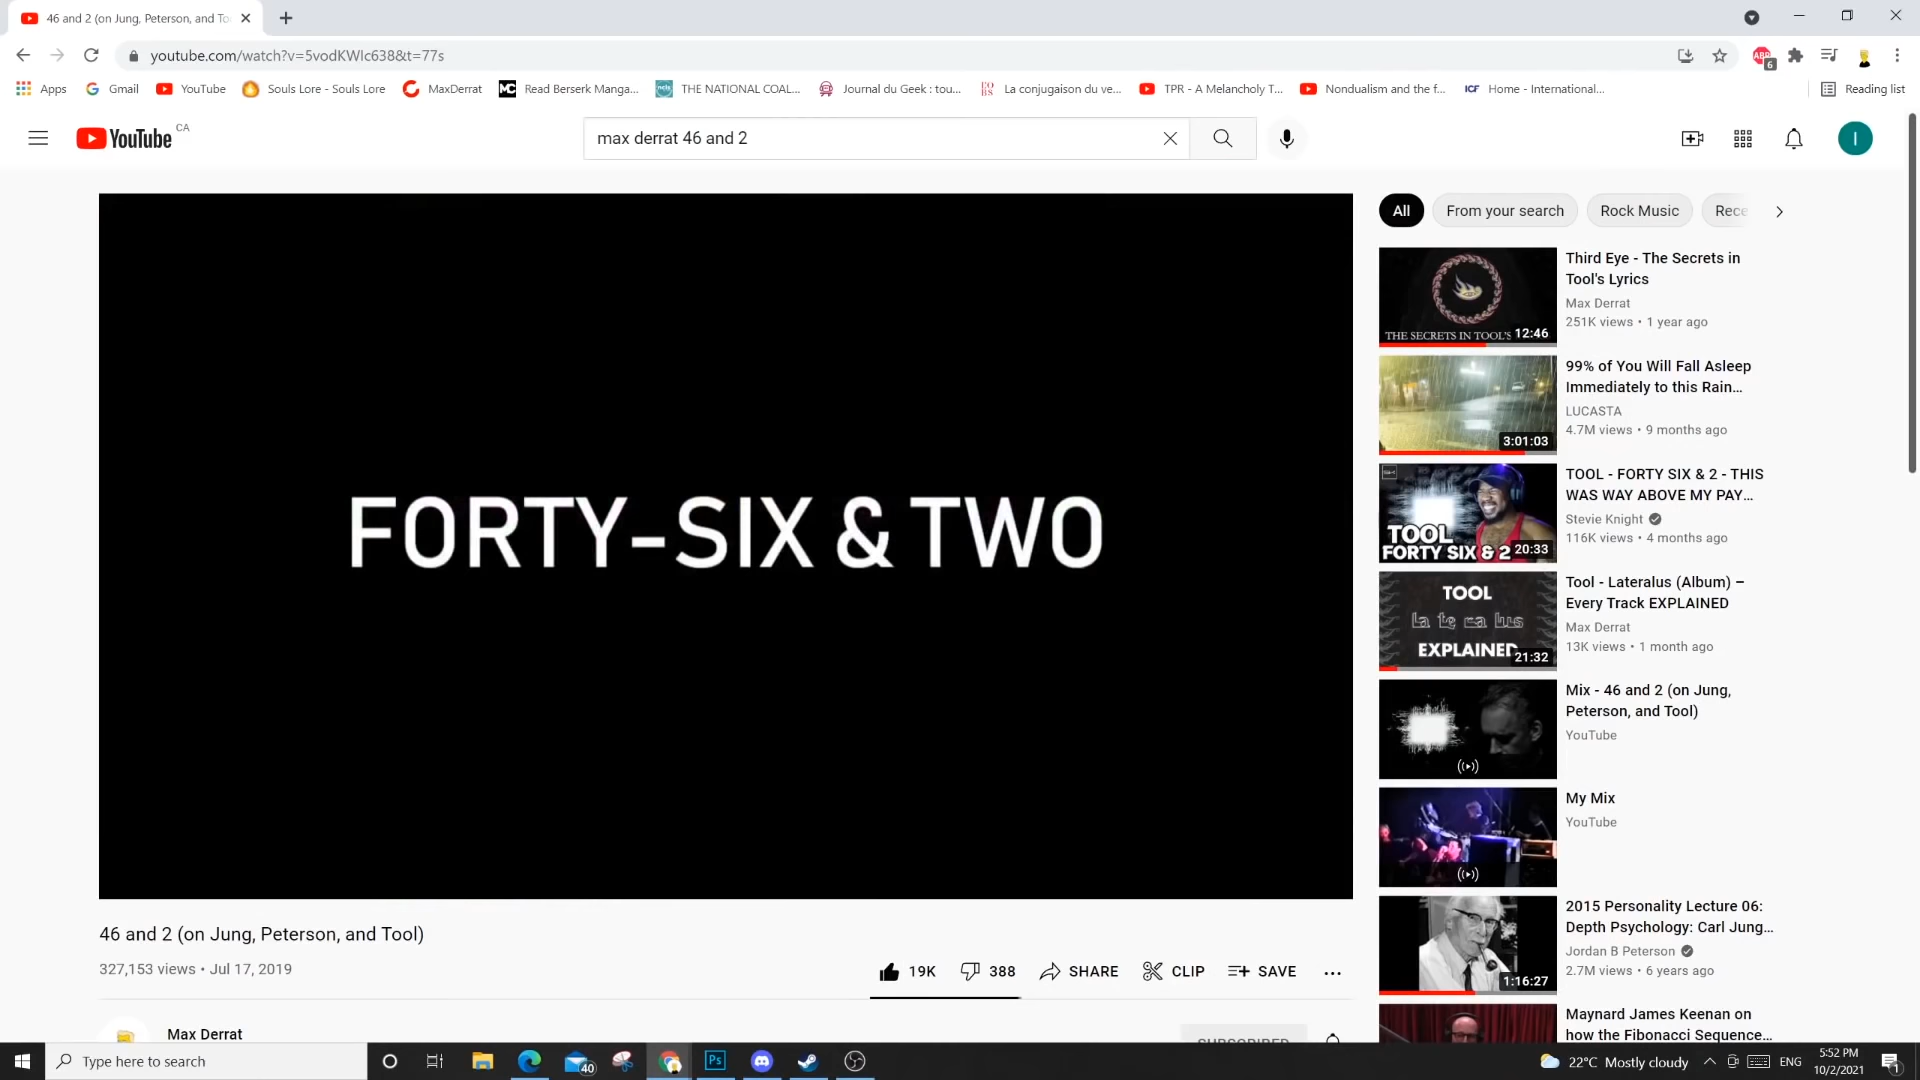 46 and 2 (on Jung, Peterson, and To
youtube.com/watch?v=5vodKWIc638&t=77s
ABP
6
Apps
Gmail
YouTube
Souls Lore - Souls Lore
MaxDerrat
MC
Read Berserk Manga...
THE NATIONAL COAL...
Journal du Geek : tou...
La conjugaison du ve...
TPR - A Melancholy T...
Nondualism and the f...
ICF
Home - International...
Reading list
YouTube
CA
max derrat 46 and 2
I
FORTY-SIX & TWO
46 and 2 (on Jung, Peterson, and Tool)
327,153 views • Jul 17, 2019
19K
388
SHARE
CLIP
SAVE
Max Derrat
SUBSCRIBED
All
From your search
Rock Music
Rece
THE SECRETS IN TOOL'S
12:46
Third Eye - The Secrets in
Tool's Lyrics
Max Derrat
251K views • 1 year ago
3:01:03
99% of You Will Fall Asleep
Immediately to this Rain...
LUCASTA
4.7M views • 9 months ago
TOOL
FORTY SIX & 2
20:33
TOOL - FORTY SIX & 2 - THIS
WAS WAY ABOVE MY PAY...
Stevie Knight
116K views • 4 months ago
TOOL
EXPLAINED
21:32
Tool - Lateralus (Album) –
Every Track EXPLAINED
Max Derrat
13K views • 1 month ago
Mix - 46 and 2 (on Jung,
Peterson, and Tool)
YouTube
My Mix
YouTube
1:16:27
2015 Personality Lecture 06:
Depth Psychology: Carl Jung...
Jordan B Peterson
2.7M views • 6 years ago
Maynard James Keenan on
how the Fibonacci Sequence...
Type here to search
40
Ps
22°C Mostly cloudy
ENG
5:52 PM
10/2/2021
1